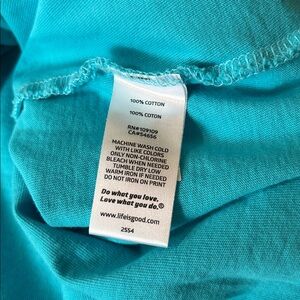 100% COTTON
100% COTON
RN#109109
CA#54656
MACHINE WASH COLD
WITH LIKE COLORS
ONLY NON-CHLORINE
BLEACH WHEN NEEDED
TUMBLE DRY LOW
WARM IRON IF NEEDED
DO NOT IRON ON PRINT
Do what you love.
Love what you do.®
www.lifeisgood.com
2554